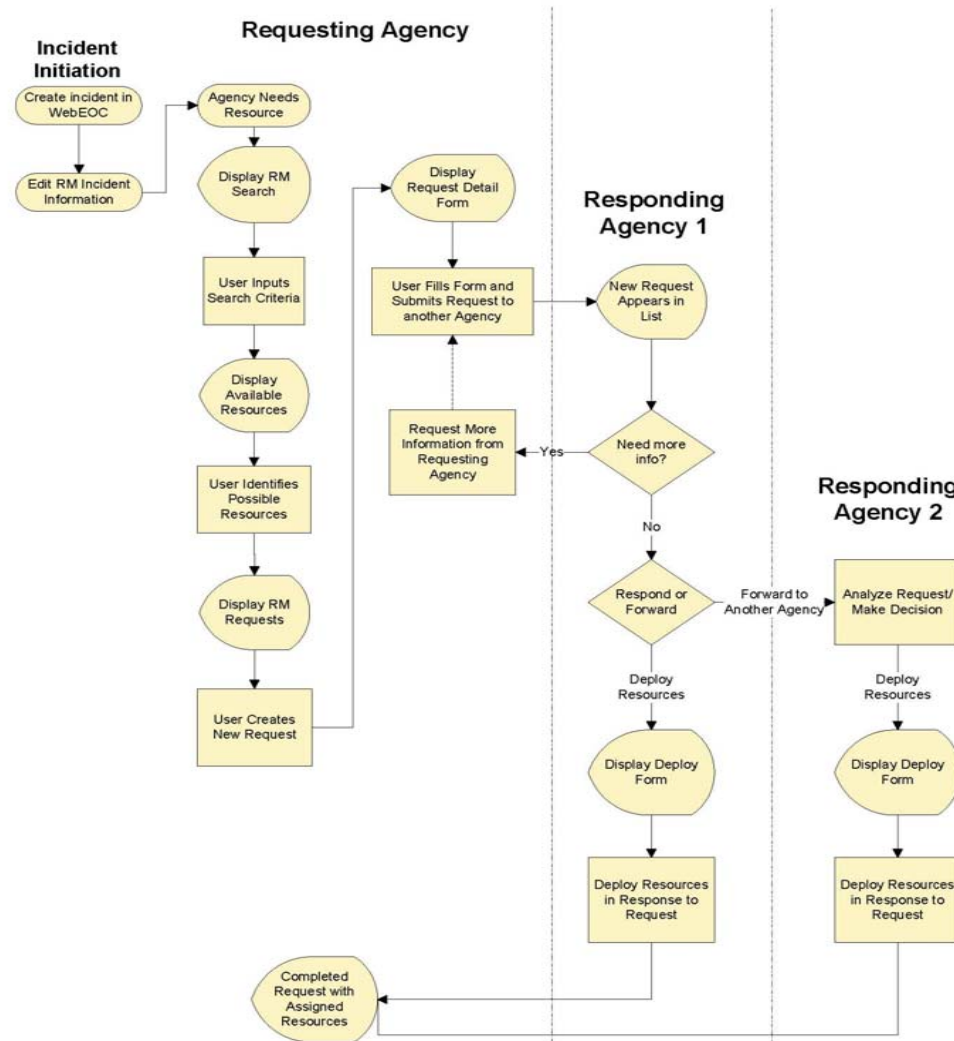 Requesting Agency
Incident
Initiation
Create incident in
WebEOC
Edit RM Incident
Information
Agency Needs
Resource
Display RM
Search
User Inputs
Search Criteria
Display
Available
Resources
User Identifies
Possible
Resources
Display RM
Requests
User Creates
New Request
Display
Request Detail
Form
User Fills Form and
Submits Request to
another Agency
Request More
Information from
Requesting
Agency
Responding
Agency 1
New Request
Appears in
List
Need more
info?
Yes
No
Respond or
Forward
Forward to
Another Agency
Deploy
Resources
Display Deploy
Form
Deploy Resources
in Response to
Request
Responding
Agency 2
Analyze Request/
Make Decision
Deploy
Resources
Display Deploy
Form
Deploy Resources
in Response to
Request
Completed
Request with
Assigned
Resources